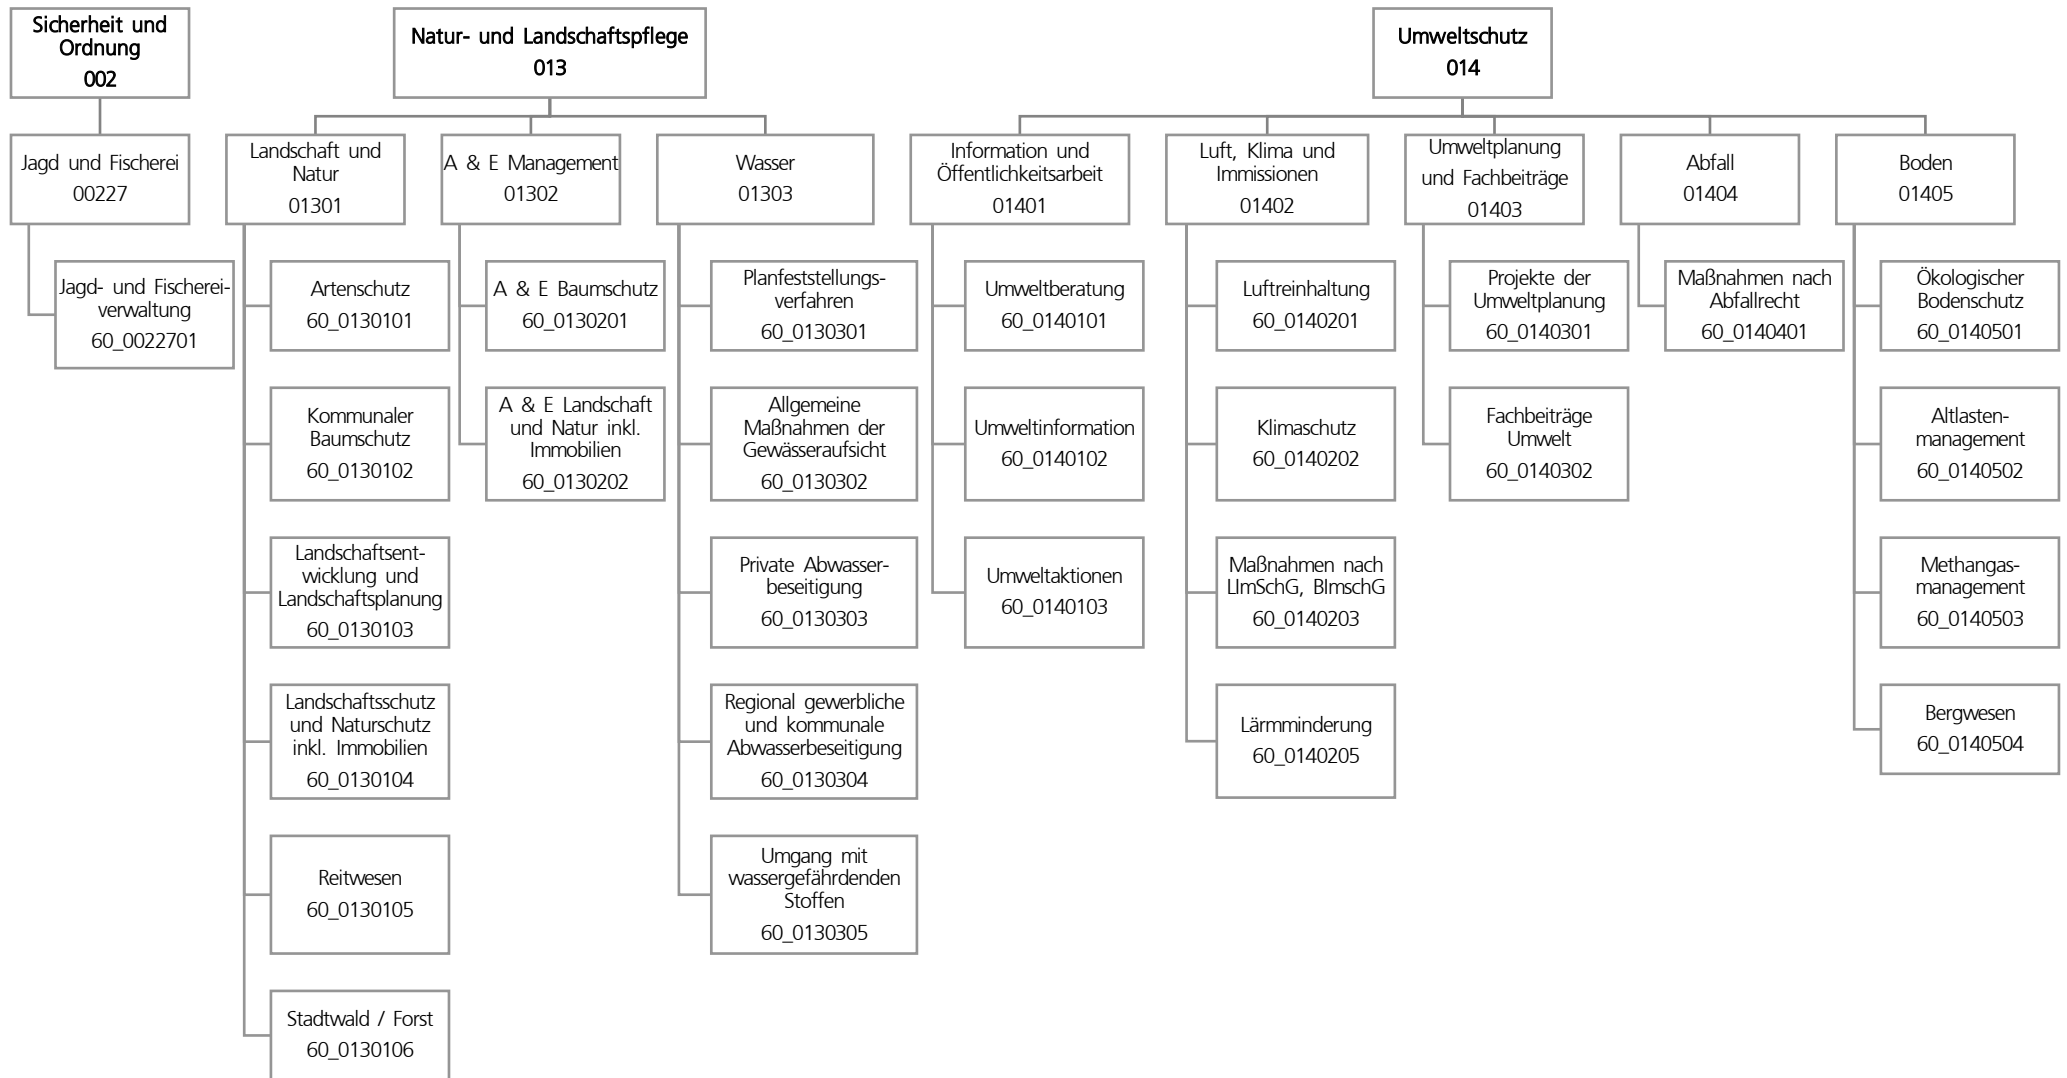 Sicherheit und
Ordnung
002
Natur- und Landschaftspflege
013
Umweltschutz
014
Jagd und Fischerei
00227
Landschaft und
Natur
01301
A & E Management
01302
Wasser
01303
Information und
Öffentlichkeitsarbeit
01401
Luft, Klima und
Immissionen
01402
Umweltplanung
und Fachbeiträge
01403
Abfall
01404
Boden
01405
Jagd- und Fischerei-
verwaltung
60_0022701
Artenschutz
60_0130101
Kommunaler
Baumschutz
60_0130102
Landschaftsent-
wicklung und
Landschaftsplanung
60_0130103
Landschaftsschutz
und Naturschutz
inkl. Immobilien
60_0130104
Reitwesen
60_0130105
Stadtwald / Forst
60_0130106
A & E Baumschutz
60_0130201
A & E Landschaft
und Natur inkl.
Immobilien
60_0130202
Planfeststellungs-
verfahren
60_0130301
Allgemeine
Maßnahmen der
Gewässeraufsicht
60_0130302
Private Abwasser-
beseitigung
60_0130303
Regional gewerbliche
und kommunale
Abwasserbeseitigung
60_0130304
Umgang mit
wassergefährdenden
Stoffen
60_0130305
Umweltberatung
60_0140101
Umweltinformation
60_0140102
Umweltaktionen
60_0140103
Luftreinhaltung
60_0140201
Klimaschutz
60_0140202
Maßnahmen nach
LImSchG, BImschG
60_0140203
Lärmminderung
60_0140205
Projekte der
Umweltplanung
60_0140301
Fachbeiträge
Umwelt
60_0140302
Maßnahmen nach
Abfallrecht
60_0140401
Ökologischer
Bodenschutz
60_0140501
Altlasten-
management
60_0140502
Methangas-
management
60_0140503
Bergwesen
60_0140504